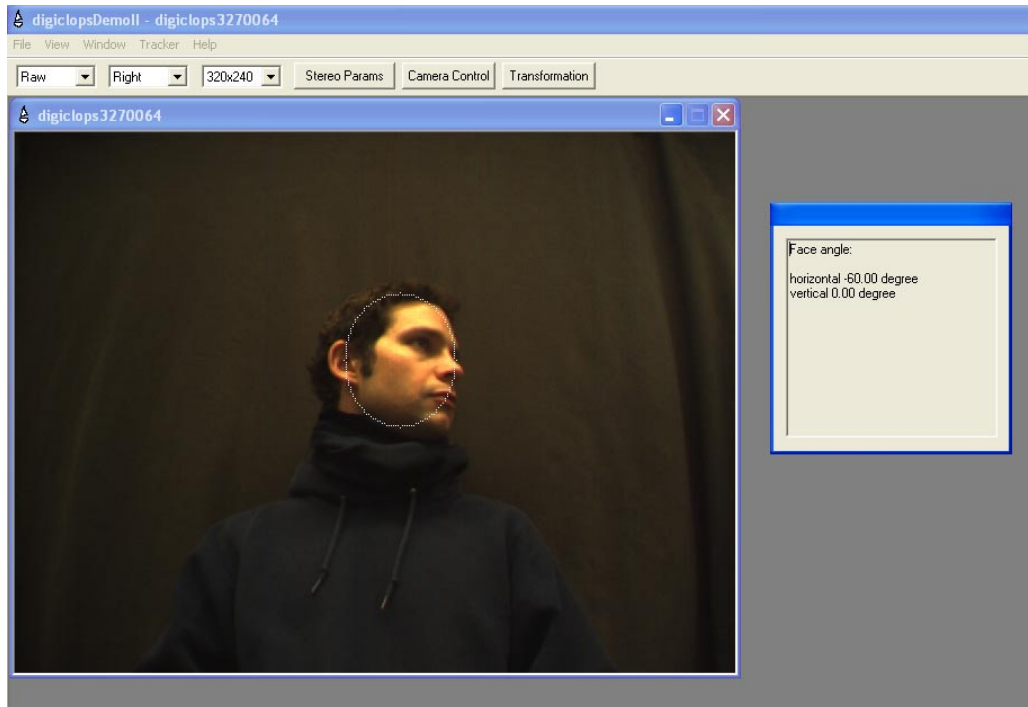 digiclopsDemoII - digiclops3270064
File View Window Tracker Help
Raw Right 320x240 Stereo Params Camera Control Transformation
digiclops3270064
Face angle:
horizontal -60.00 degree
vertical 0.00 degree